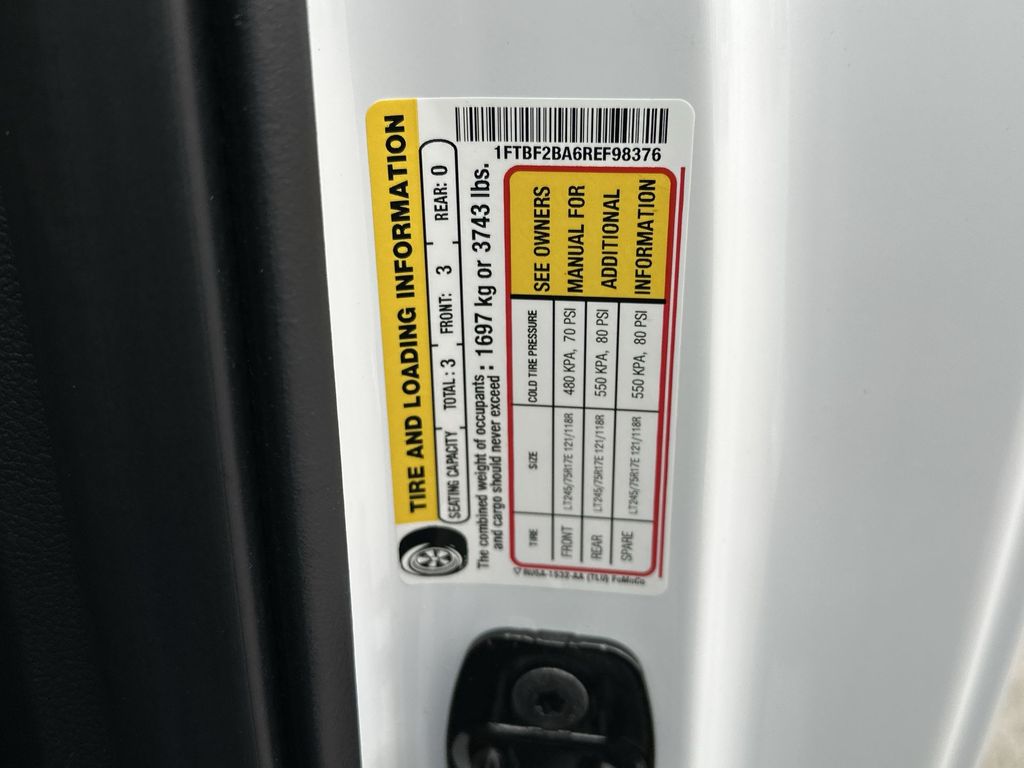 1FTBF2BA6REF98376
TIRE AND LOADING INFORMATION
SEATING CAPACITY TOTAL: 3 FRONT: 3 REAR: 0
The combined weight of occupants
and cargo should never exceed : 1697 kg or 3743 lbs.
TIRE SIZE COLD TIRE PRESSURE
FRONT LT245/75R17E 121/118R 480 KPA, 70 PSI
REAR LT245/75R17E 121/118R 550 KPA, 80 PSI
SPARE LT245/75R17E 121/118R 550 KPA, 80 PSI
SEE OWNERS
MANUAL FOR
ADDITIONAL
INFORMATION
(TLU) FoMoCo